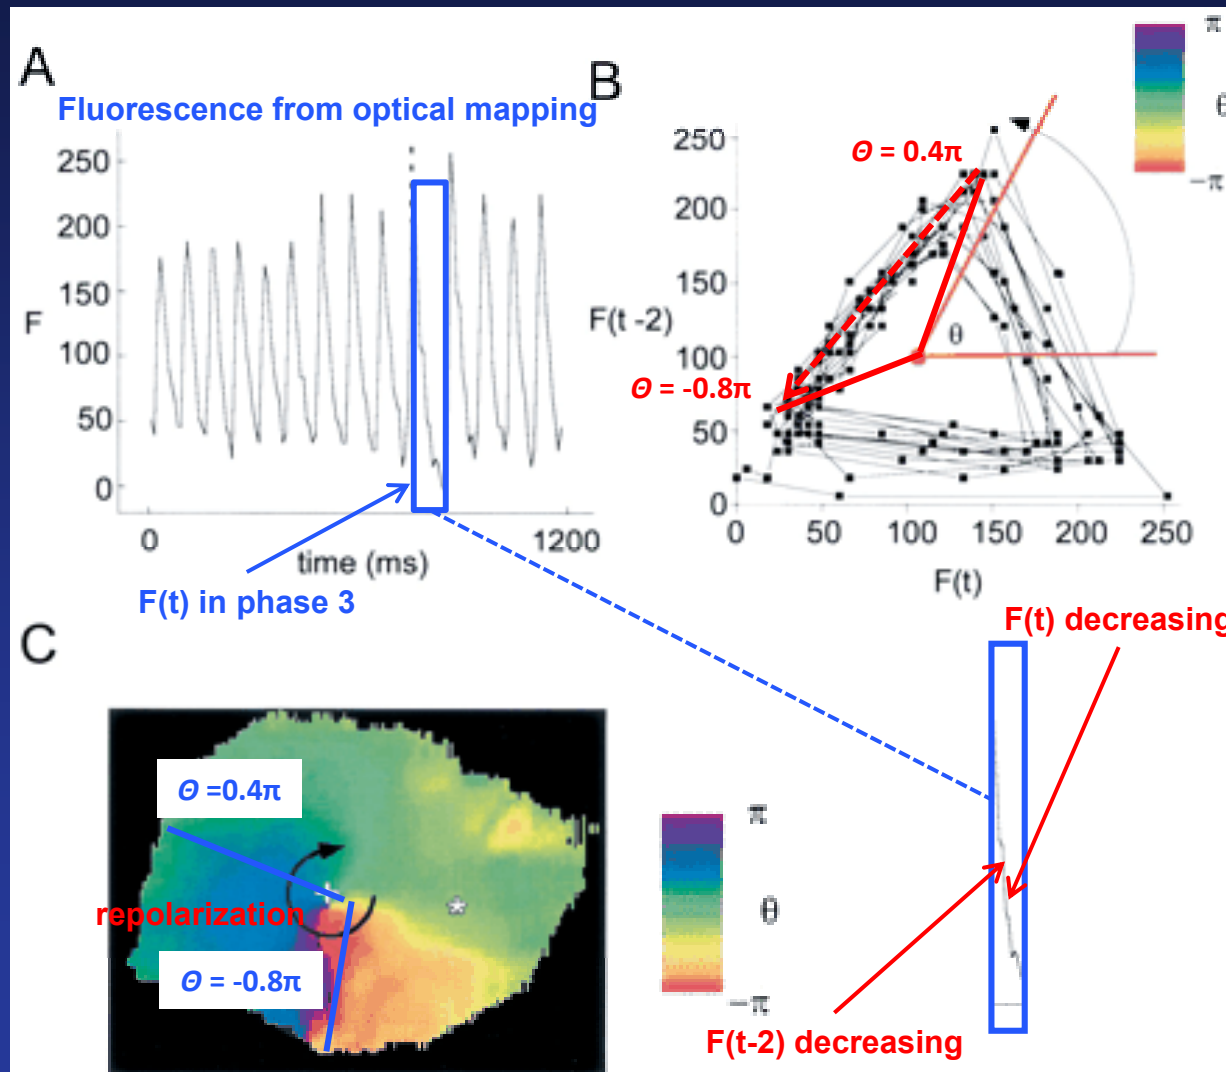 A
Fluorescence from optical mapping
250
200
150
100
50
0
F
0
1200
time (ms)
F(t) in phase 3
B
π
θ
-π
250
200
150
100
50
0
F(t -2)
Θ = 0.4π
Θ = -0.8π
θ
0 50 100 150 200 250
F(t)
C
Θ =0.4π
repolarization
Θ = -0.8π
π
θ
-π
F(t) decreasing
F(t-2) decreasing